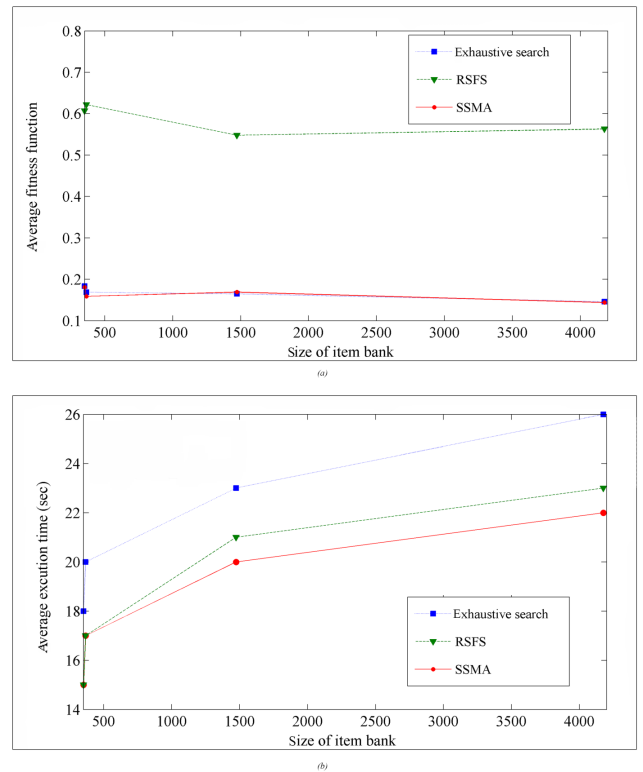 0.8
0.7
0.6
0.5
0.4
0.3
0.2
0.1
Average fitness function
Exhaustive search
RSFS
SSMA
500 1000 1500 2000 2500 3000 3500 4000
Size of item bank
(a)
26
24
22
20
18
16
15
14
Average excution time (sec)
Exhaustive search
RSFS
SSMA
500 1000 1500 2000 2500 3000 3500 4000
Size of item bank
(b)